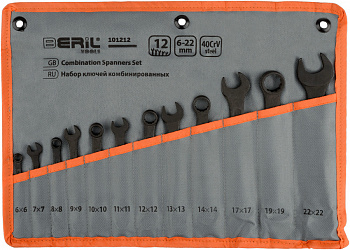 BERIL
TOOLS
101212
12
6-22
mm
40CrV
steel
GB Combination Spanners Set
RU Набор ключей комбинированных
6×6 7×7 8×8 9×9 10×10 11×11 12×12 13×13 14×14 17×17 19×19 22×22